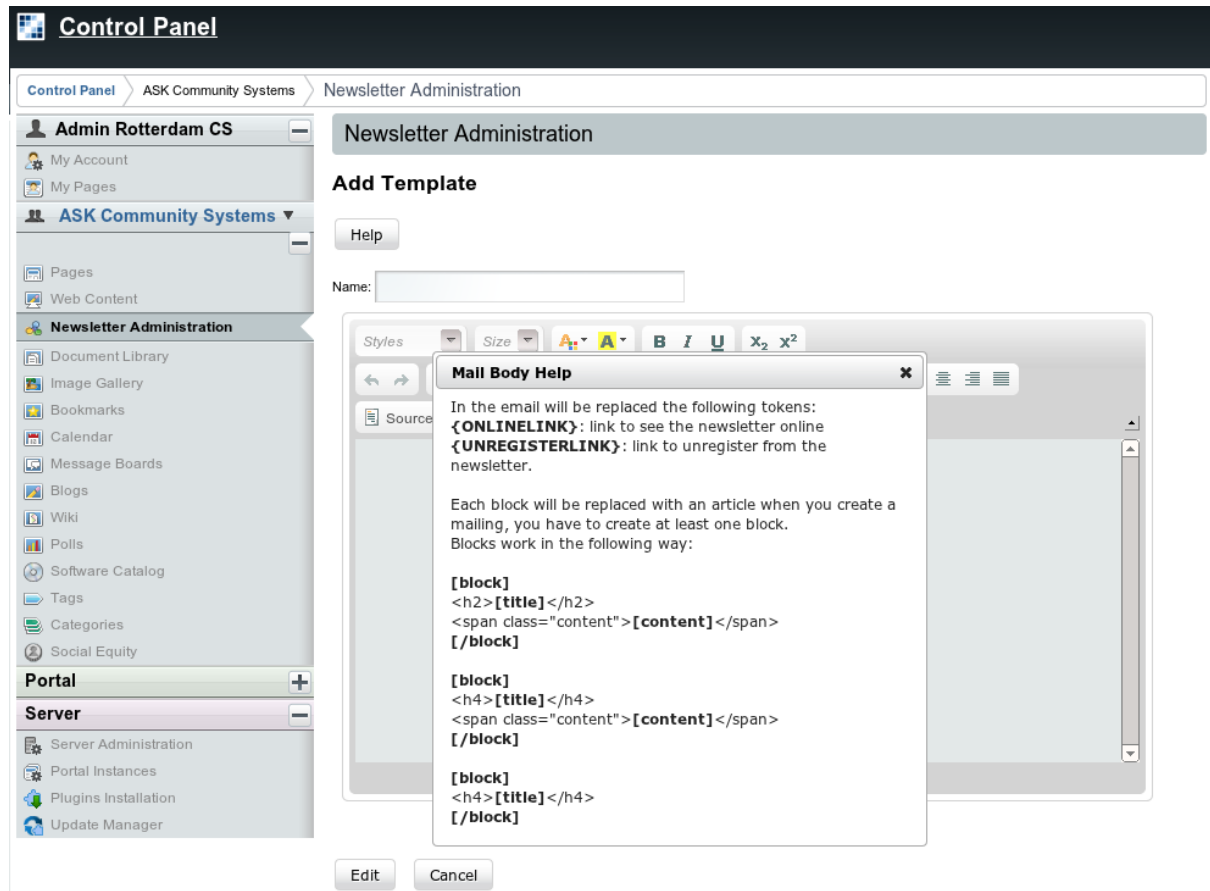 Control Panel
Control Panel
ASK Community Systems
Newsletter Administration
Admin Rotterdam CS
My Account
My Pages
ASK Community Systems
Pages
Web Content
Newsletter Administration
Document Library
Image Gallery
Bookmarks
Calendar
Message Boards
Blogs
Wiki
Polls
Software Catalog
Tags
Categories
Social Equity
Portal
Server
Server Administration
Portal Instances
Plugins Installation
Update Manager
Newsletter Administration
Add Template
Help
Name:
Styles Size A A B I U X2 X2
Source
Mail Body Help
In the email will be replaced the following tokens:
{ONLINELINK}: link to see the newsletter online
{UNREGISTERLINK}: link to unregister from the
newsletter.
Each block will be replaced with an article when you create a
mailing, you have to create at least one block.
Blocks work in the following way:
[block]
<h2>[title]</h2>
<span class="content">[content]</span>
[/block]
[block]
<h4>[title]</h4>
<span class="content">[content]</span>
[/block]
[block]
<h4>[title]</h4>
[/block]
Edit Cancel